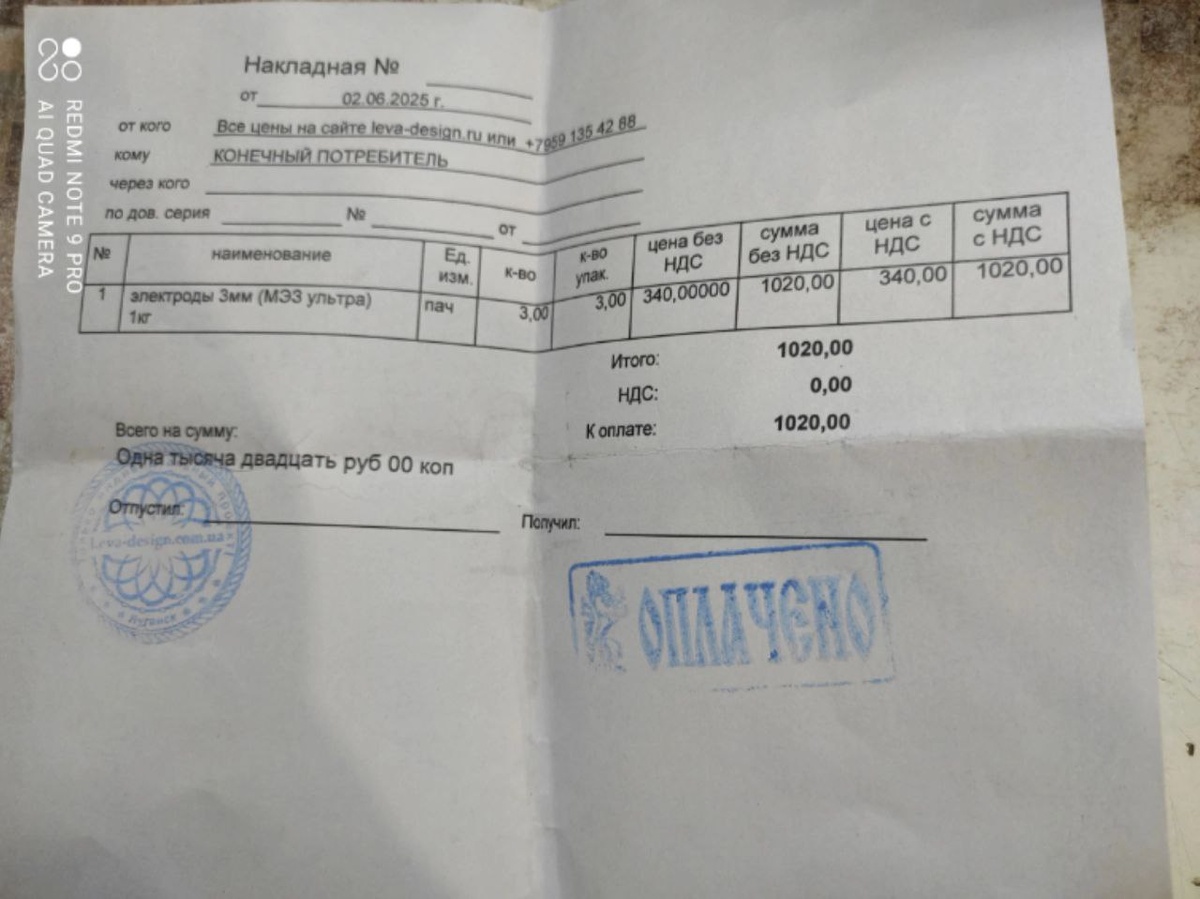 Накладная №
от 02.06.2025 г.
от кого Все цены на сайте leva-design.ru или +7959 135 42 88
кому КОНЕЧНЫЙ ПОТРЕБИТЕЛЬ
через кого
по дов. серия № от
№ наименование Ед. изм. к-во к-во упак. цена без НДС сумма без НДС цена с НДС сумма с НДС
1 электроды 3мм (МЭЗ ультра) 1кг пач 3,00 3,00 340,00000 1020,00 340,00 1020,00
Итого: 1020,00
НДС: 0,00
К оплате: 1020,00
Всего на сумму:
Одна тысяча двадцать руб 00 коп
Отпустил: Получил:
Leva-design.com.ua
Луганск
ОПЛАЧЕНО
REDMI NOTE 9 PRO
AI QUAD CAMERA